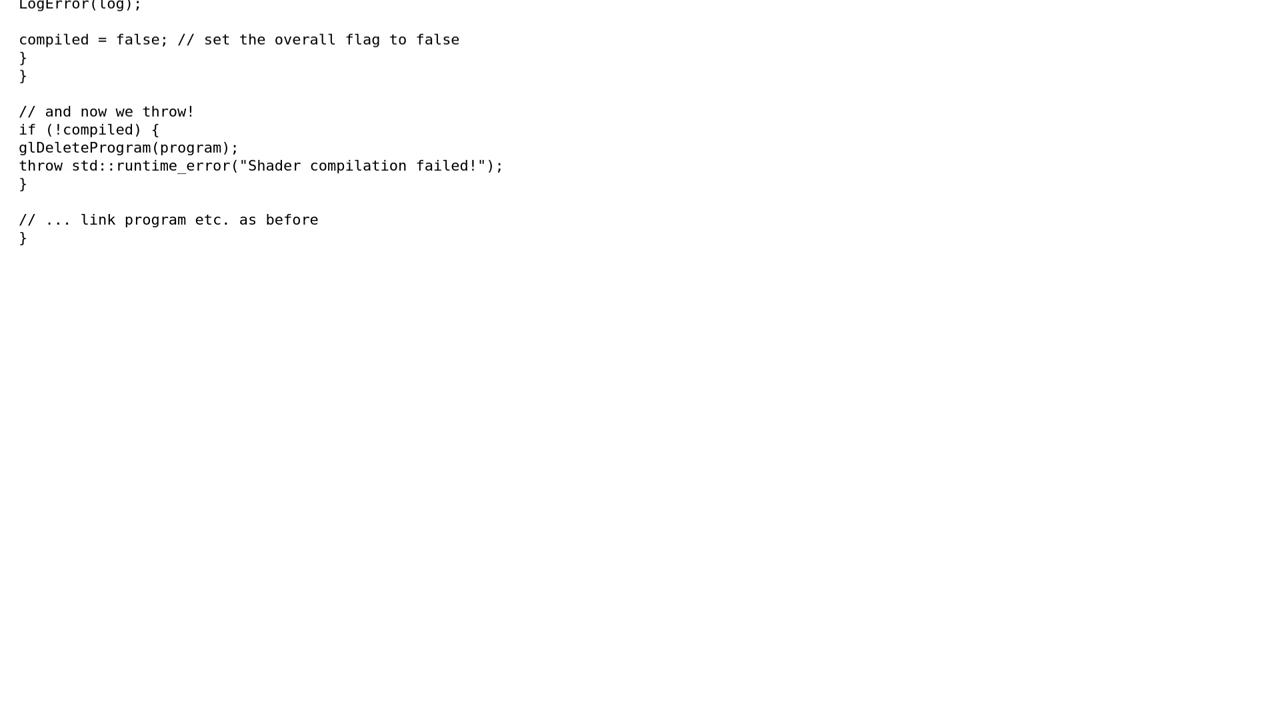 LogError(log);

compiled = false; // set the overall flag to false
}
}

// and now we throw!
if (!compiled) {
glDeleteProgram(program);
throw std::runtime_error("Shader compilation failed!");
}

// ... link program etc. as before
}